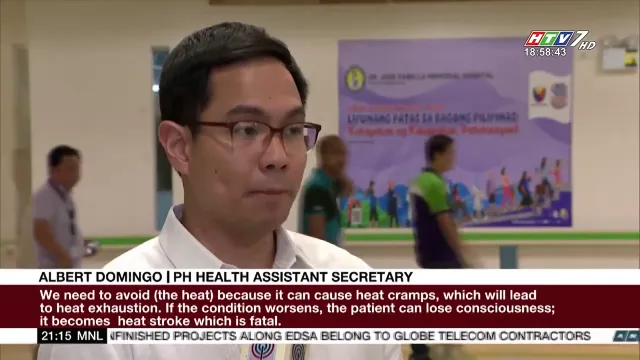 HTV7HD
18:58:43
DR. JOSE FABELLA MEMORIAL HOSPITAL
ALBERT DOMINGO | PH HEALTH ASSISTANT SECRETARY
We need to avoid (the heat) because it can cause heat cramps, which will lead
to heat exhaustion. If the condition worsens, the patient can lose consciousness;
it becomes heat stroke which is fatal.
21:15 MNL
NFINISHED PROJECTS ALONG EDSA BELONG TO GLOBE TELECOM CONTRACTORS